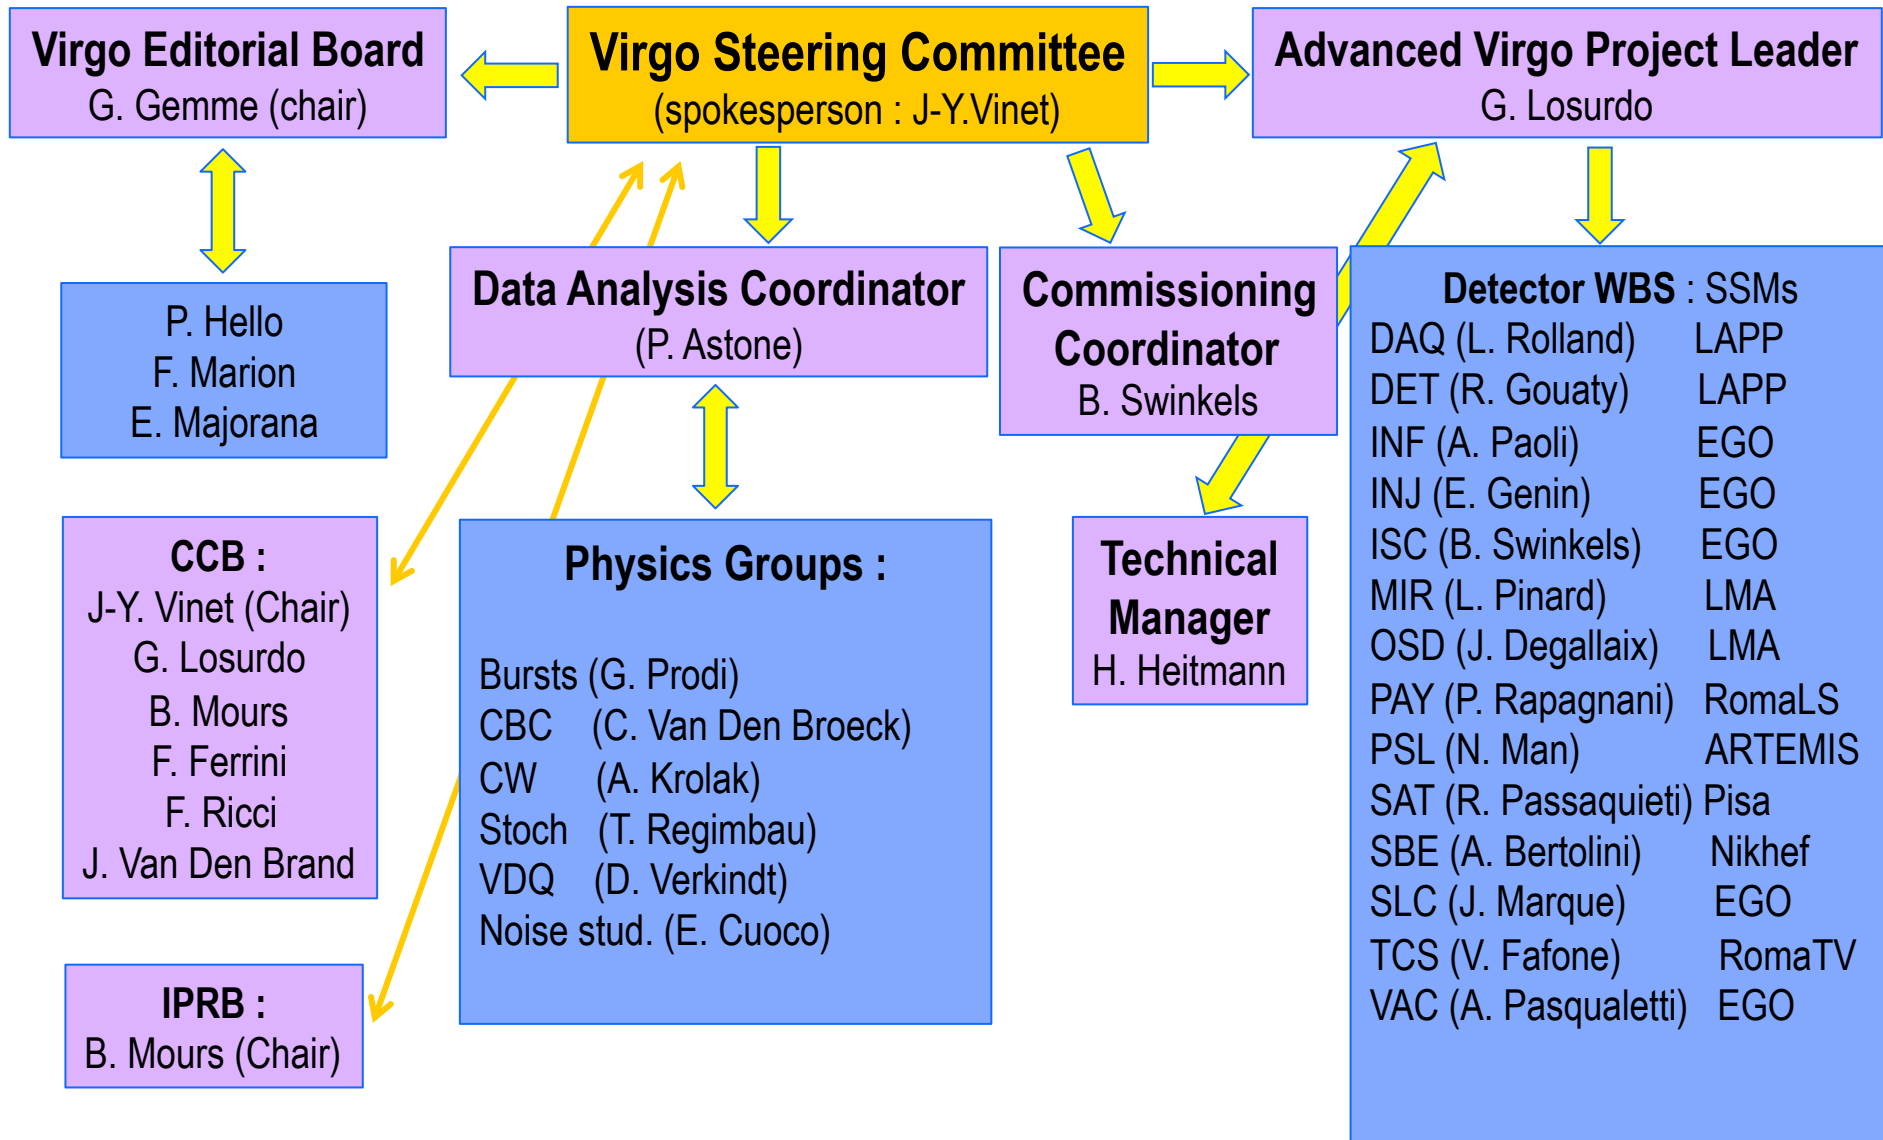 Virgo Editorial Board
G. Gemme (chair)
Virgo Steering Committee
(spokesperson : J-Y.Vinet)
Advanced Virgo Project Leader
G. Losurdo
P. Hello
F. Marion
E. Majorana
Data Analysis Coordinator
(P. Astone)
Commissioning
Coordinator
B. Swinkels
CCB :
J-Y. Vinet (Chair)
G. Losurdo
B. Mours
F. Ferrini
F. Ricci
J. Van Den Brand
IPRB :
B. Mours (Chair)
Physics Groups :
Bursts (G. Prodi)
CBC (C. Van Den Broeck)
CW (A. Krolak)
Stoch (T. Regimbau)
VDQ (D. Verkindt)
Noise stud. (E. Cuoco)
Technical
Manager
H. Heitmann
Detector WBS : SSMs
DAQ (L. Rolland) LAPP
DET (R. Gouaty) LAPP
INF (A. Paoli) EGO
INJ (E. Genin) EGO
ISC (B. Swinkels) EGO
MIR (L. Pinard) LMA
OSD (J. Degallaix) LMA
PAY (P. Rapagnani) RomaLS
PSL (N. Man) ARTEMIS
SAT (R. Passaquieti) Pisa
SBE (A. Bertolini) Nikhef
SLC (J. Marque) EGO
TCS (V. Fafone) RomaTV
VAC (A. Pasqualetti) EGO